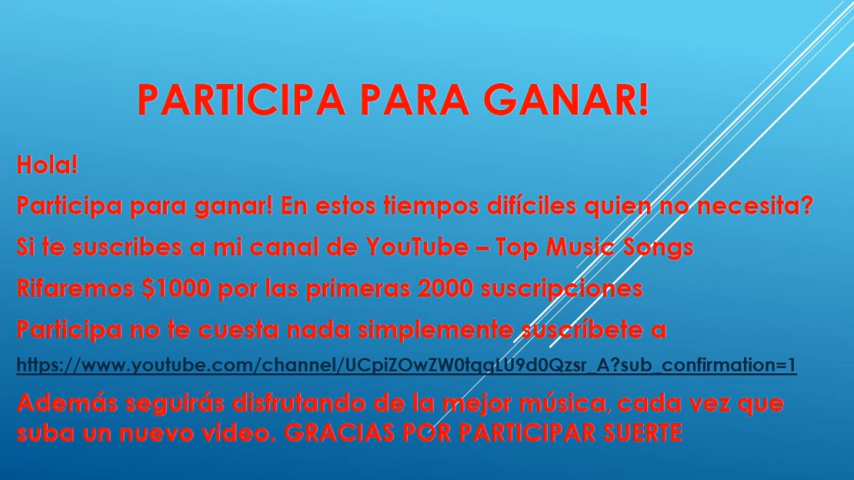 PARTICIPA PARA GANAR!
Hola!
Participa para ganar! En estos tiempos difíciles quien no necesita?
Si te suscribes a mi canal de YouTube – Top Music Songs
Rifaremos $1000 por las primeras 2000 suscripciones
Participa no te cuesta nada simplemente suscríbete a
https://www.youtube.com/channel/UCpiZOwZW0tqqLU9d0Qzsr_A?sub_confirmation=1
Además seguirás disfrutando de la mejor música, cada vez que
suba un nuevo video. GRACIAS POR PARTICIPAR SUERTE